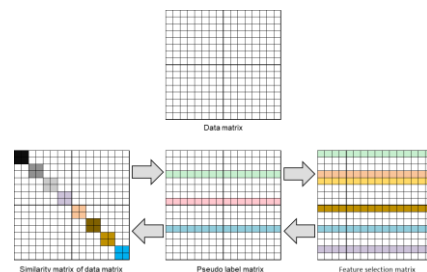 Data matrix
Similarity matrix of data matrix
Pseudo label matrix
Feature selection matrix